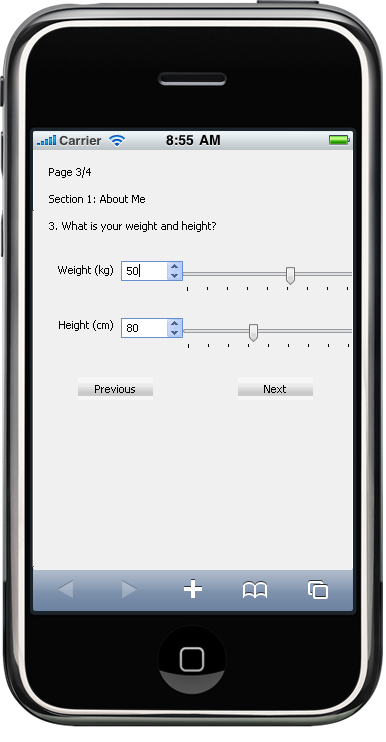 Carrier 8:55 AM
Page 3/4
Section 1: About Me
3. What is your weight and height?
Weight (kg) 50
Height (cm) 80
Previous Next